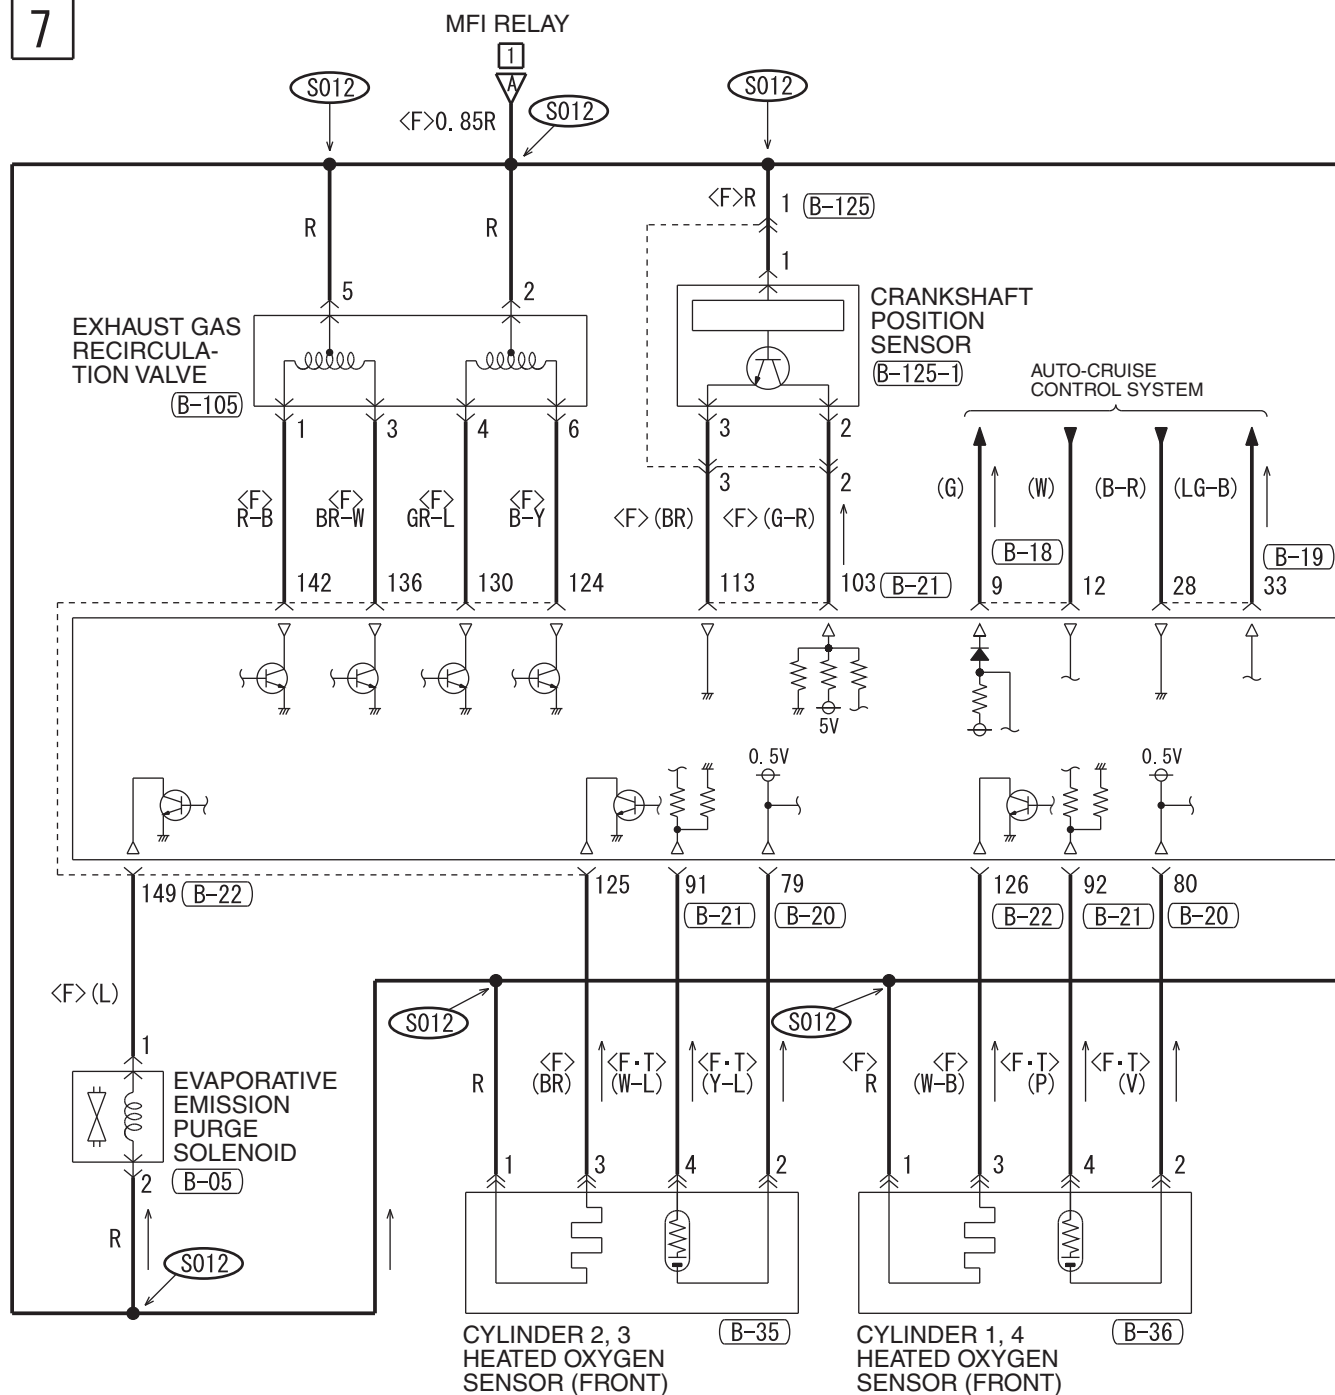 7
MFI RELAY
1
A
S012
S012
S012
<F>0. 85R
R
R
<F>R
1
B-125
1
5
2
EXHAUST GAS
RECIRCULA-
TION VALVE
B-105
CRANKSHAFT
POSITION
SENSOR
B-125-1
AUTO-CRUISE
CONTROL SYSTEM
1
3
4
6
3
2
3
2
<F>
R-B
<F>
BR-W
<F>
GR-L
<F>
B-Y
<F>(BR)
<F>(G-R)
(G)
(W)
(B-R)
(LG-B)
B-18
B-19
142
136
130
124
113
103
B-21
9
12
28
33
5V
0. 5V
0. 5V
149
B-22
125
91
79
126
92
80
B-21
B-20
B-22
B-21
B-20
<F>(L)
S012
S012
1
R
<F>
(BR)
<F·T>
(W-L)
<F·T>
(Y-L)
<F>
R
<F>
(W-B)
<F·T>
(P)
<F·T>
(V)
EVAPORATIVE
EMISSION
PURGE
SOLENOID
B-05
2
1
3
4
2
1
3
4
2
R
S012
CYLINDER 2, 3
HEATED OXYGEN
SENSOR (FRONT)
B-35
CYLINDER 1, 4
HEATED OXYGEN
SENSOR (FRONT)
B-36